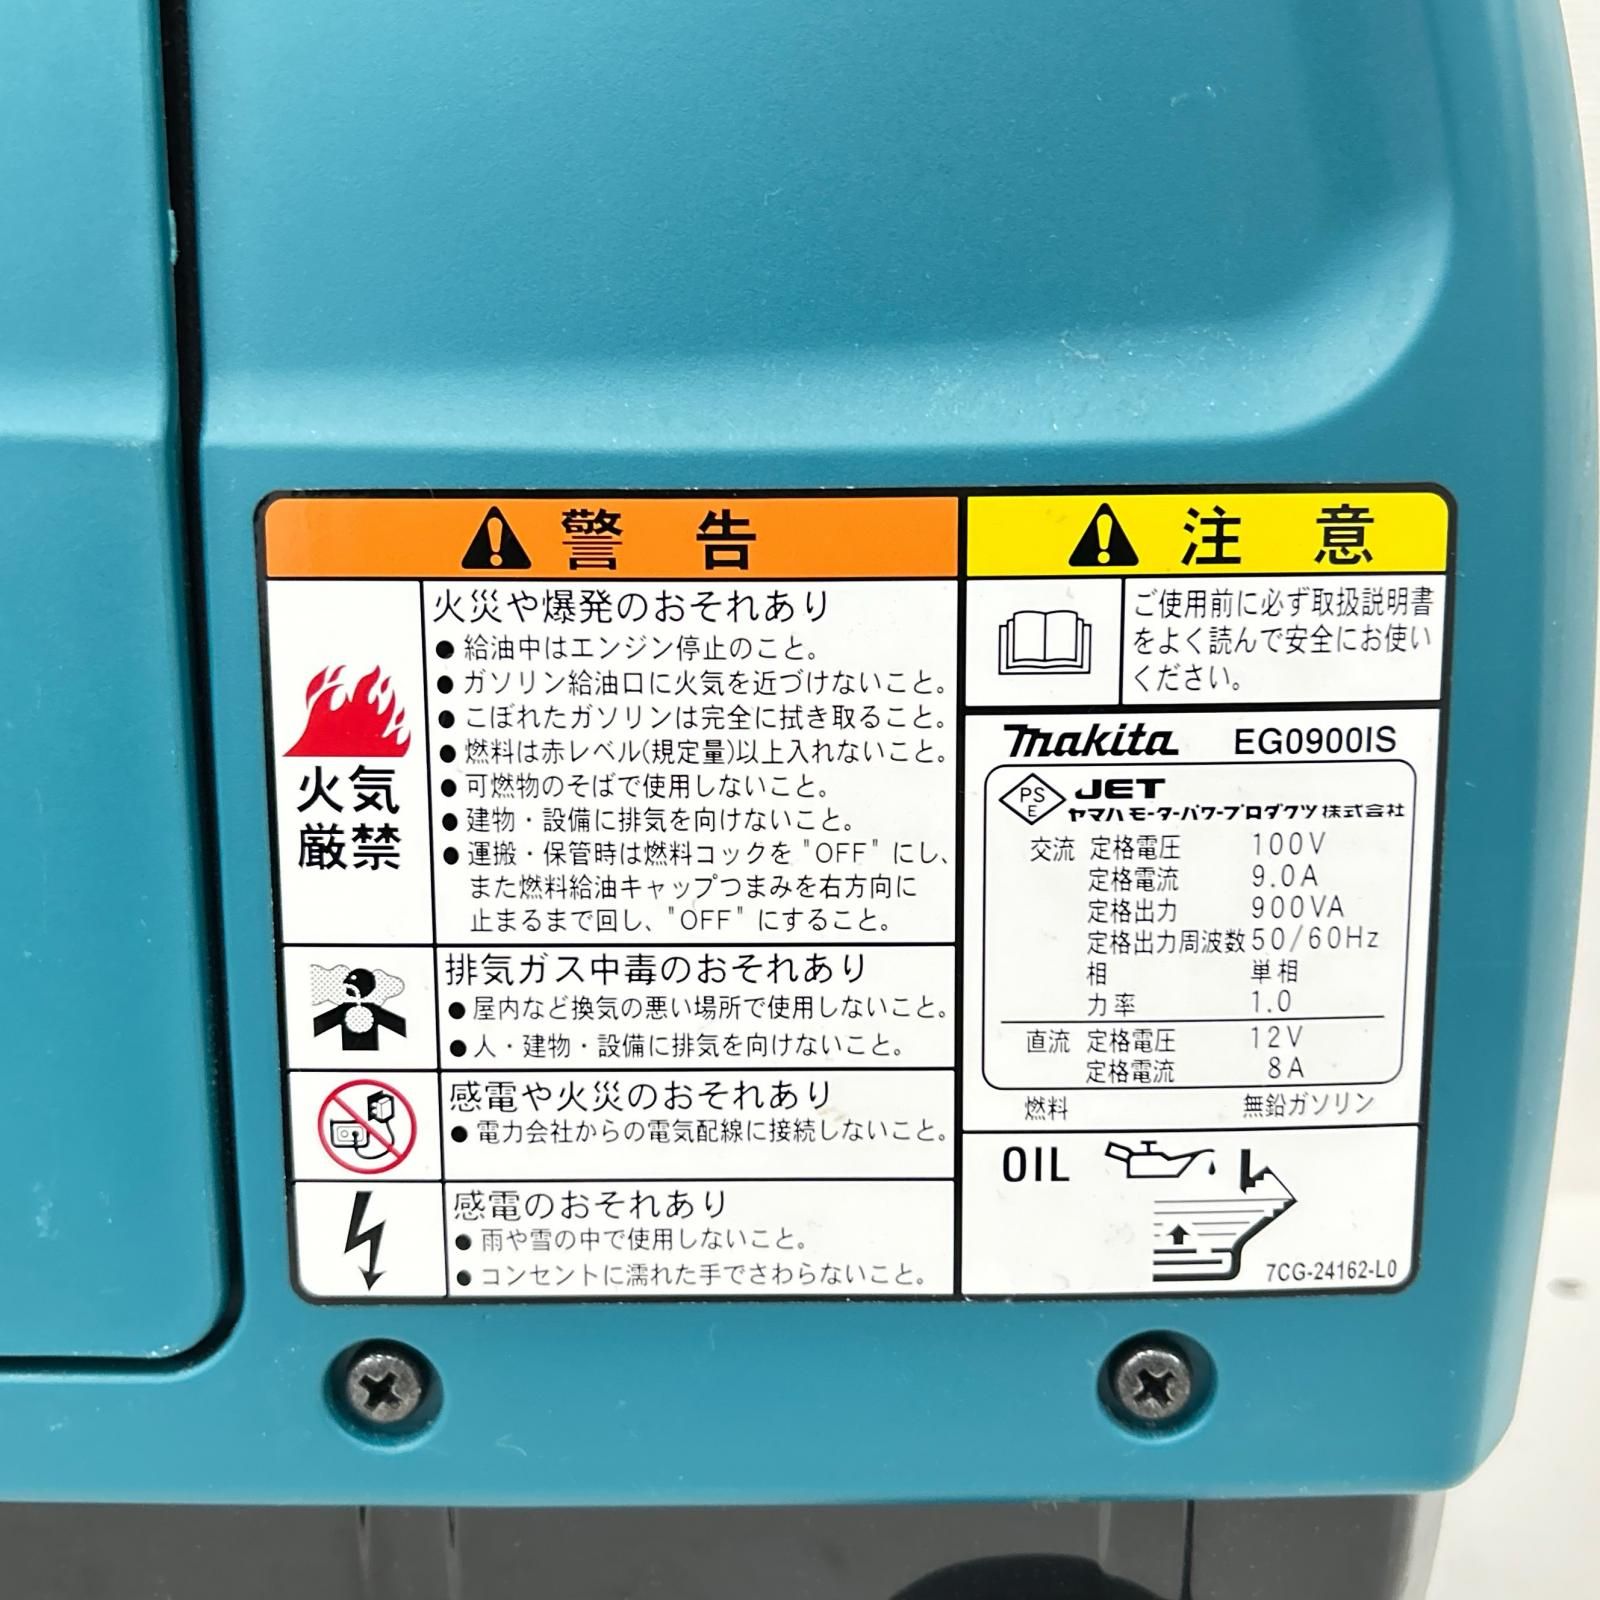 警告
火気
厳禁
火災や爆発のおそれあり
●給油中はエンジン停止のこと。
●ガソリン給油口に火気を近づけないこと。
●こぼれたガソリンは完全に拭き取ること。
●燃料は赤レベル(規定量)以上入れないこと。
●可燃物のそばで使用しないこと。
●建物・設備に排気を向けないこと。
●運搬・保管時は燃料コックを"OFF"にし、
また燃料給油キャップつまみを右方向に
止まるまで回し、"OFF"にすること。
排気ガス中毒のおそれあり
●屋内など換気の悪い場所で使用しないこと。
●人・建物・設備に排気を向けないこと。
感電や火災のおそれあり
●電力会社からの電気配線に接続しないこと。
感電のおそれあり
●雨や雪の中で使用しないこと。
●コンセントに濡れた手でさわらないこと。
注意
ご使用前に必ず取扱説明書
をよく読んで安全にお使い
ください。
makita EG0900IS
PS
E
JET
ヤマハモーターパワープロダクツ株式会社
交流 定格電圧 100V
定格電流 9.0A
定格出力 900VA
定格出力周波数 50/60Hz
相 単相
力率 1.0
直流 定格電圧 12V
定格電流 8A
燃料 無鉛ガソリン
OIL
7CG-24162-L0